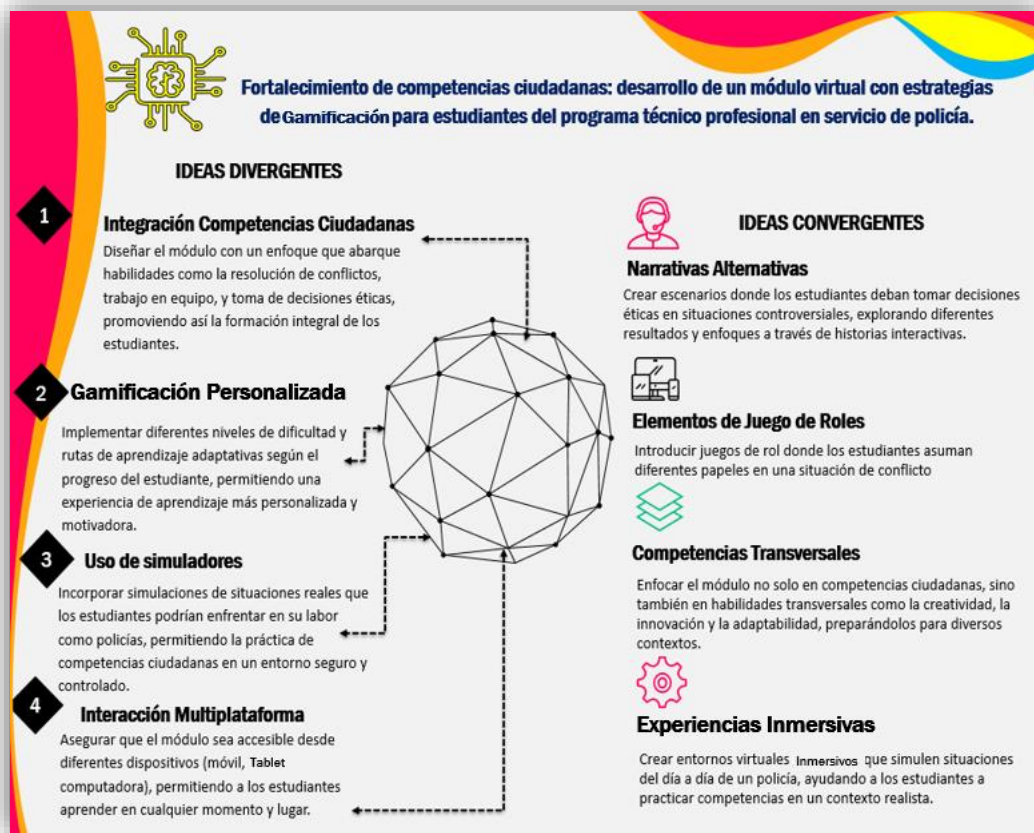 Fortalecimiento de competencias ciudadanas: desarrollo de un módulo virtual con estrategias
de Gamificación para estudiantes del programa técnico profesional en servicio de policía.
IDEAS DIVERGENTES
1
Integración Competencias Ciudadanas
Diseñar el módulo con un enfoque que abarque
habilidades como la resolución de conflictos,
trabajo en equipo, y toma de decisiones éticas,
promoviendo así la formación integral de los
estudiantes.
2
Gamificación Personalizada
Implementar diferentes niveles de dificultad y
rutas de aprendizaje adaptativas según el
progreso del estudiante, permitiendo una
experiencia de aprendizaje más personalizada y
motivadora.
3
Uso de simuladores
Incorporar simulaciones de situaciones reales que
los estudiantes podrían enfrentar en su labor
como policías, permitiendo la práctica de
competencias ciudadanas en un entorno seguro y
controlado.
4
Interacción Multiplataforma
Asegurar que el módulo sea accesible desde
diferentes dispositivos (móvil, Tablet
computadora), permitiendo a los estudiantes
aprender en cualquier momento y lugar.
IDEAS CONVERGENTES
Narrativas Alternativas
Crear escenarios donde los estudiantes deban tomar decisiones
éticas en situaciones controversiales, explorando diferentes
resultados y enfoques a través de historias interactivas.
Elementos de Juego de Roles
Introducir juegos de rol donde los estudiantes asuman
diferentes papeles en una situación de conflicto
Competencias Transversales
Enfocar el módulo no solo en competencias ciudadanas, sino
también en habilidades transversales como la creatividad, la
innovación y la adaptabilidad, preparándolos para diversos
contextos.
Experiencias Inmersivas
Crear entornos virtuales Inmersivos que simulen situaciones
del día a día de un policía, ayudando a los estudiantes a
practicar competencias en un contexto realista.